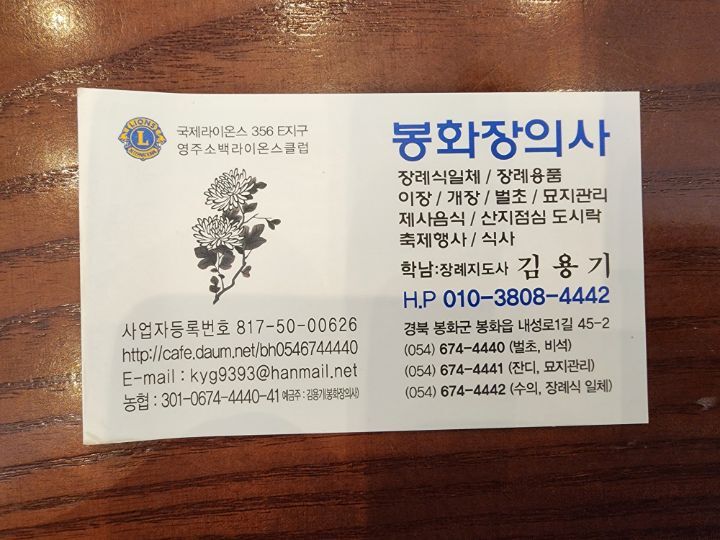 LIONS
L
INTERNATIONAL
국제라이온스 356 E지구
영주소백라이온스클럽
사업자등록번호 817-50-00626
http://cafe.daum.net/bh0546744440
E-mail : kyg9393@hanmail.net
농협 : 301-0674-4440-41 예금주 : 김용기(봉화장의사)
봉화장의사
장례식일체 / 장례용품
이장 / 개장 / 벌초 / 묘지관리
제사음식 / 산지점심 도시락
축제행사 / 식사
학남:장례지도사 김용기
H.P 010-3808-4442
경북 봉화군 봉화읍 내성로1길 45-2
(054) 674-4440 (벌초, 비석)
(054) 674-4441 (잔디, 묘지관리)
(054) 674-4442 (수의, 장례식 일체)